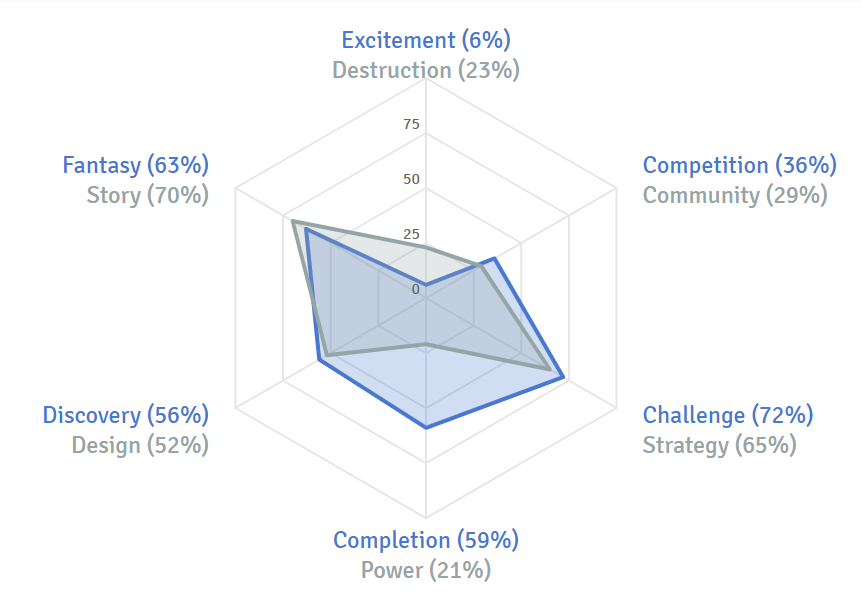 Excitement (6%)
Destruction (23%)
75
Fantasy (63%)
Story (70%)
Competition (36%)
Community (29%)
50
25
0
Discovery (56%)
Design (52%)
Challenge (72%)
Strategy (65%)
Completion (59%)
Power (21%)